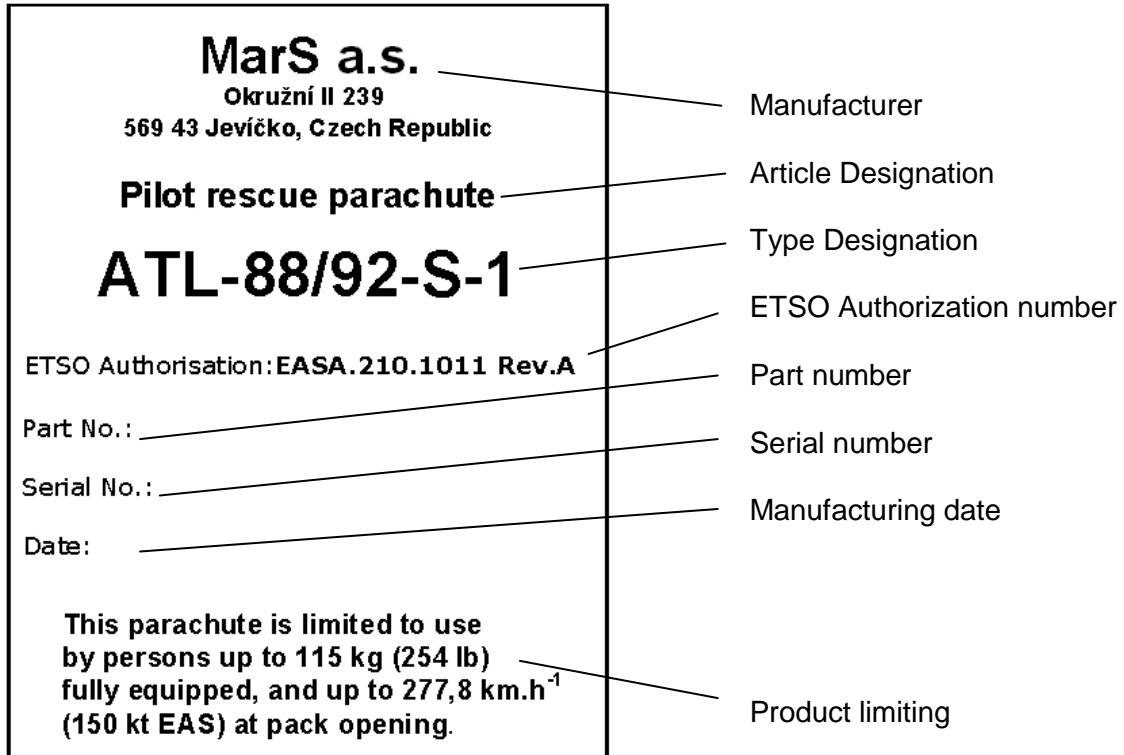 MarS a.s.
Okružní II 239
569 43 Jevíčko, Czech Republic
Pilot rescue parachute
ATL-88/92-S-1
ETSO Authorisation:EASA.210.1011 Rev.A
Part No.:
Serial No.:
Date:
This parachute is limited to use
by persons up to 115 kg (254 lb)
fully equipped, and up to 277,8 km.h⁻¹
(150 kt EAS) at pack opening.
Manufacturer
Article Designation
Type Designation
ETSO Authorization number
Part number
Serial number
Manufacturing date
Product limiting